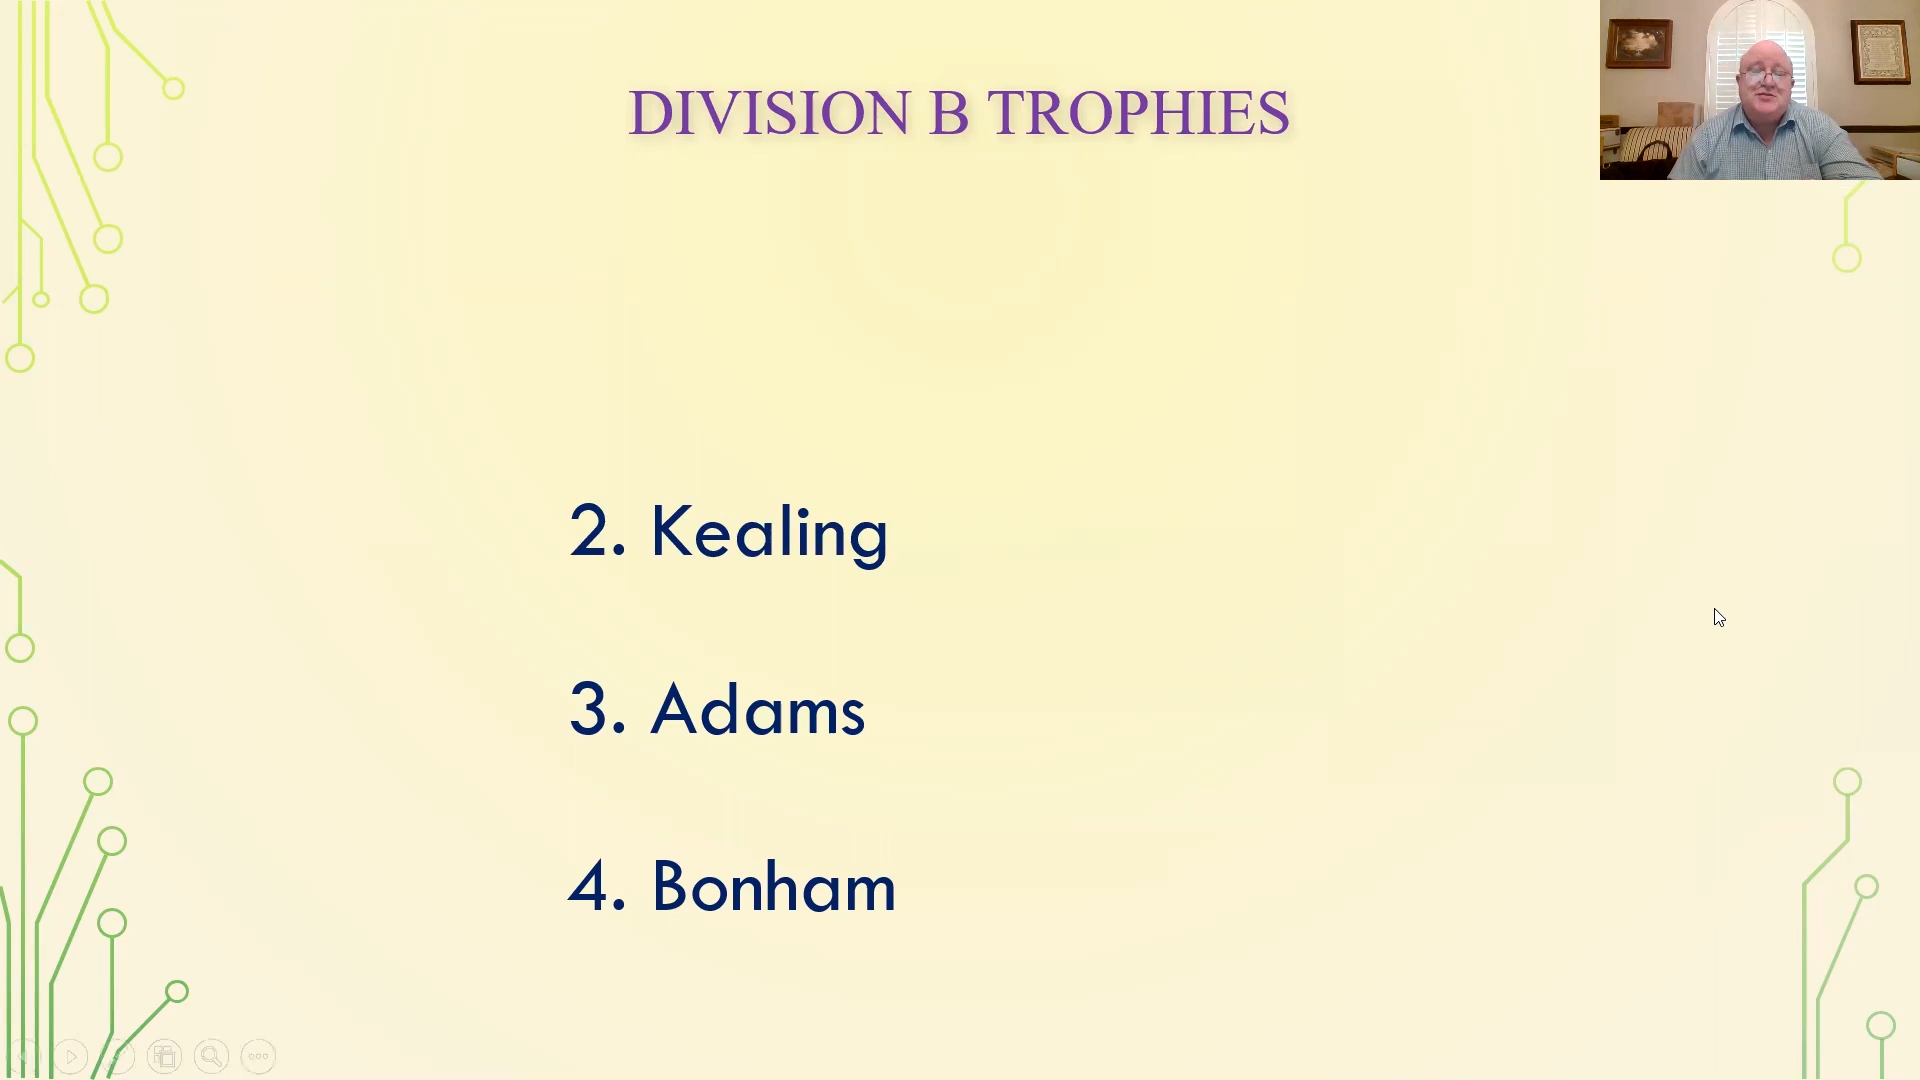 DIVISION B TROPHIES
2. Kealing
3. Adams
4. Bonham